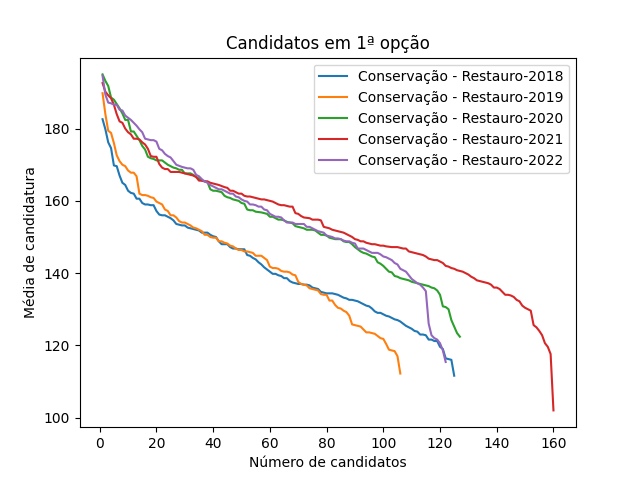 Candidatos em 1ª opção
Conservação - Restauro-2018
Conservação - Restauro-2019
Conservação - Restauro-2020
Conservação - Restauro-2021
Conservação - Restauro-2022
Média de candidatura
180
160
140
120
100
0 20 40 60 80 100 120 140 160
Número de candidatos